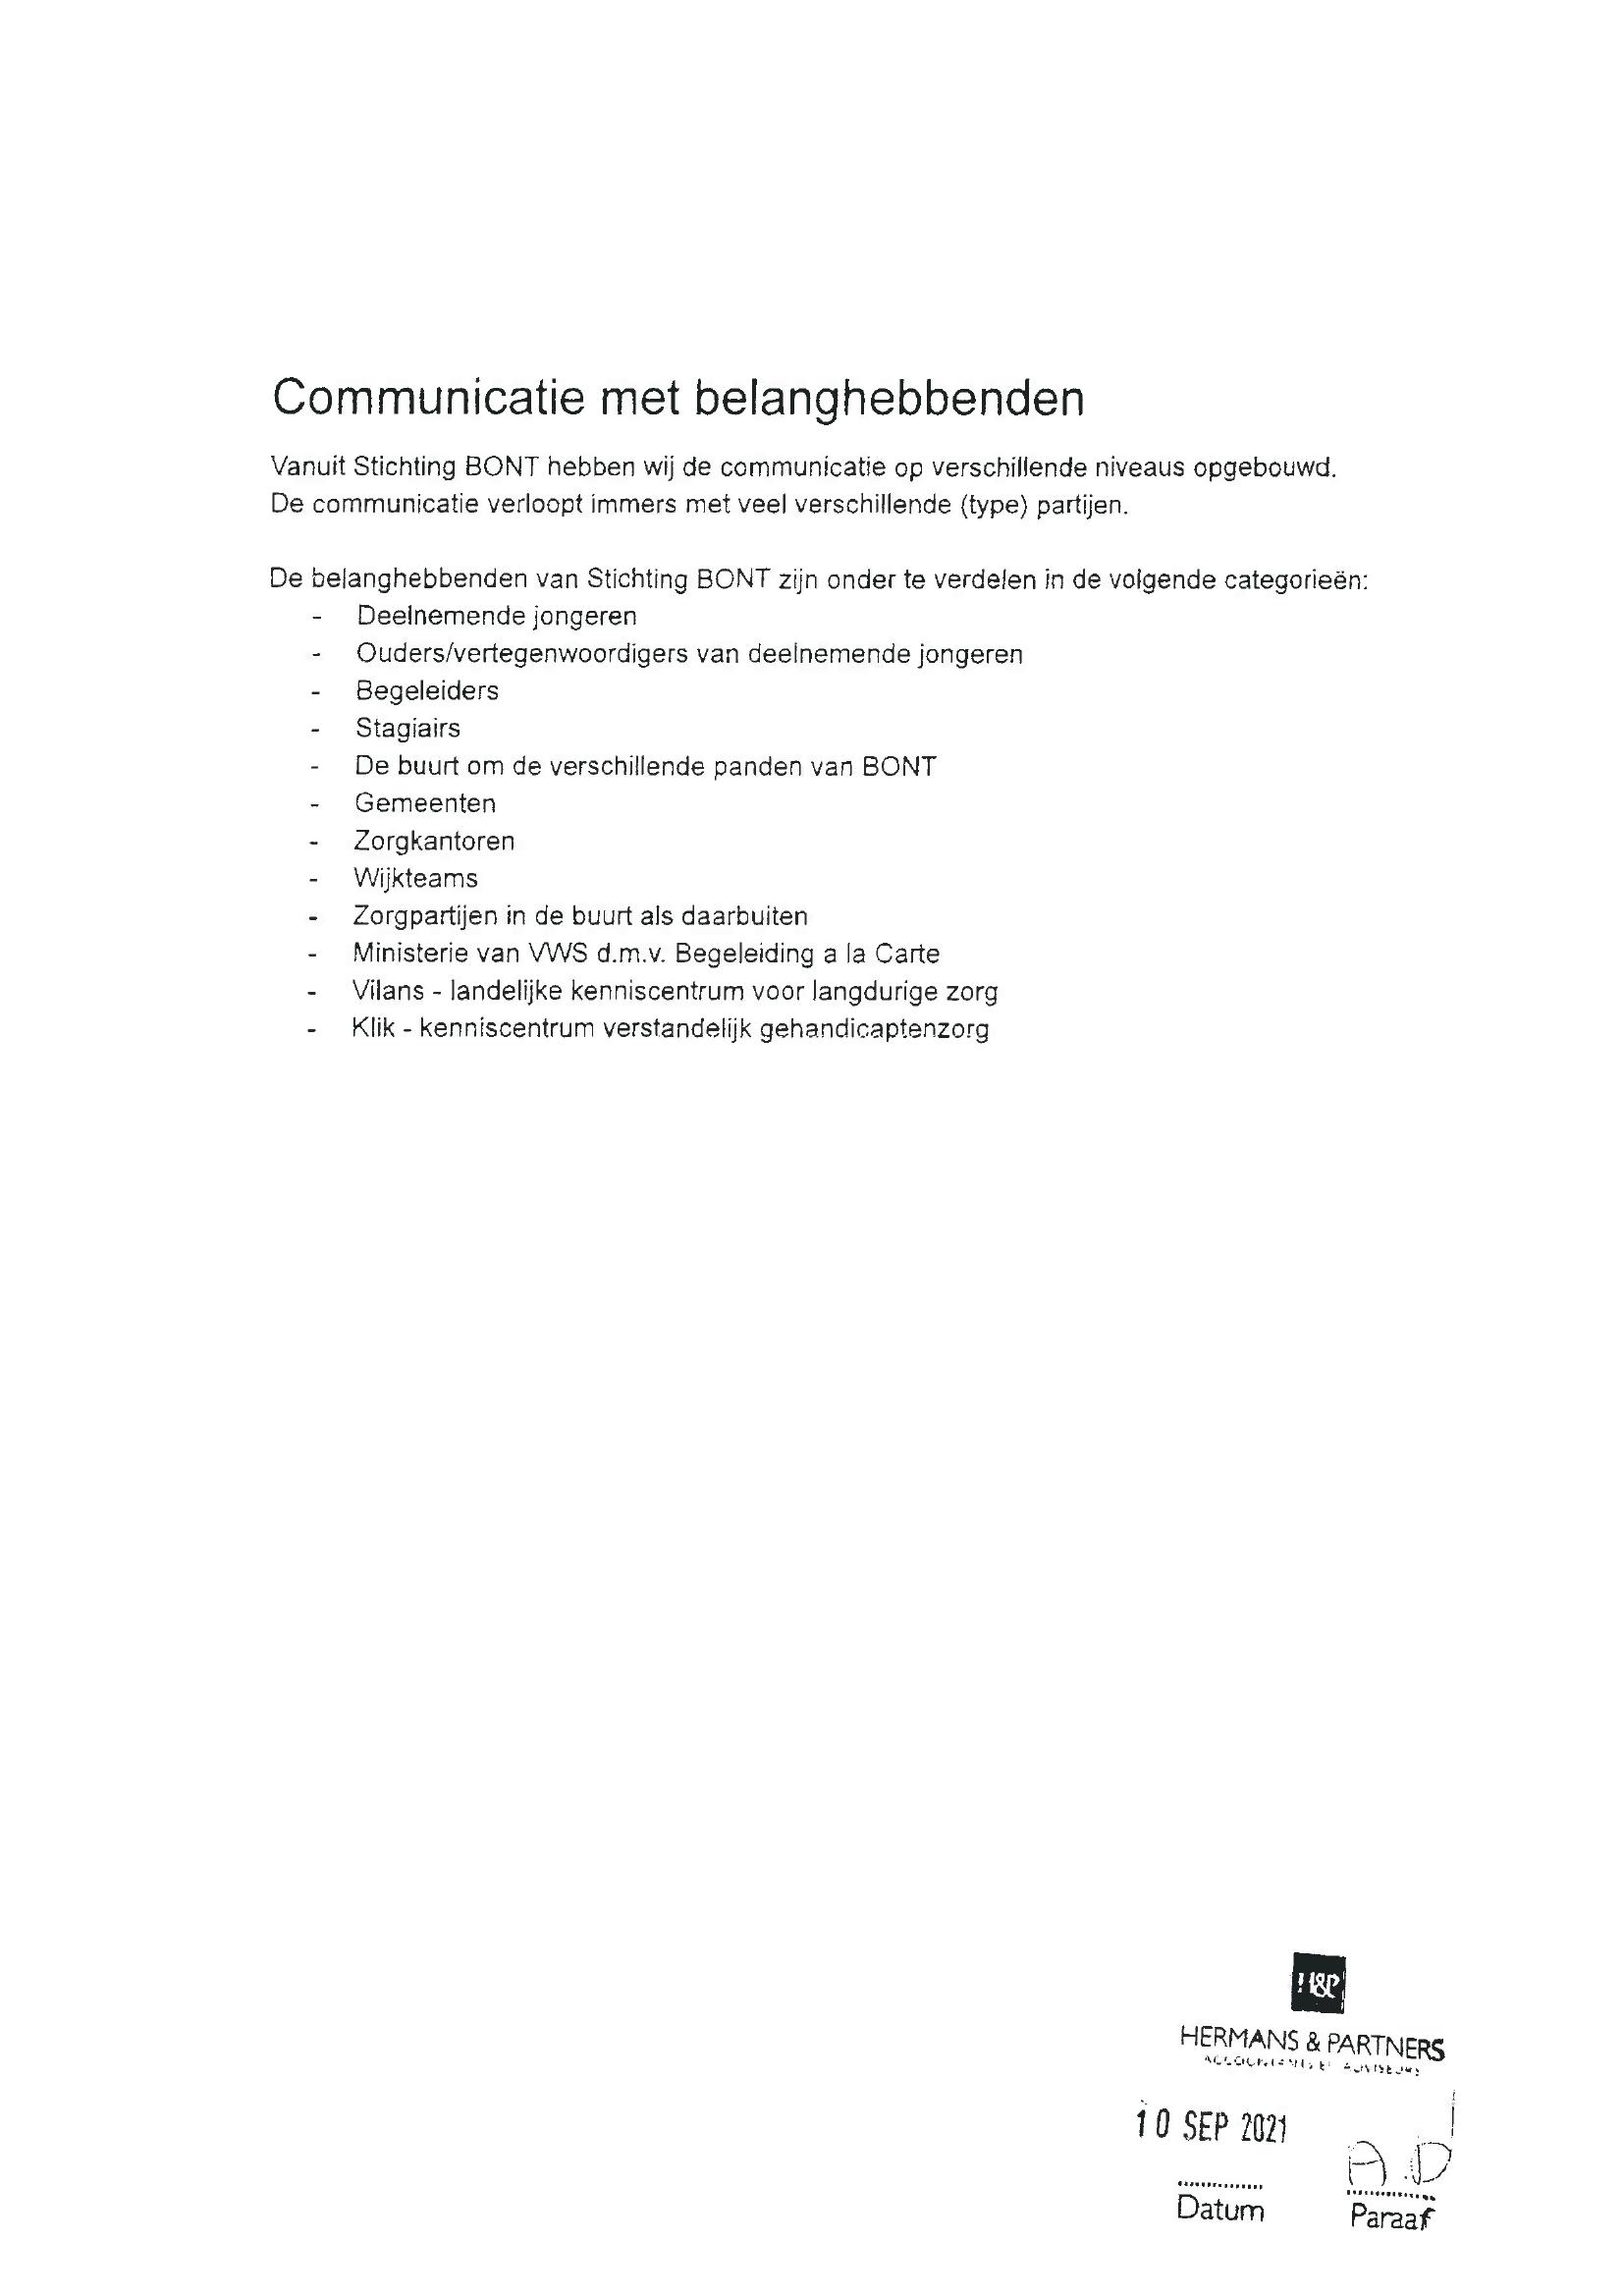 Communicatie met belanghebbenden
Vanuit Stichting BONT hebben wij de communicatie op verschillende niveaus opgebouwd.
De communicatie verloopt immers met veel verschillende (type) partijen.
De belanghebbenden van Stichting BONT zijn onder te verdelen in de volgende categorieën:
- Deelnemende jongeren
- Ouders/vertegenwoordigers van deelnemende jongeren
- Begeleiders
- Stagiairs
- De buurt om de verschillende panden van BONT
- Gemeenten
- Zorgkantoren
- Wijkteams
- Zorgpartijen in de buurt als daarbuiten
- Ministerie van VWS d.m.v. Begeleiding a la Carte
- Vilans - landelijke kenniscentrum voor langdurige zorg
- Klik - kenniscentrum verstandelijk gehandicaptenzorg
H&P
HERMANS & PARTNERS
10 SEP 2021
A.D
Datum Paraaf